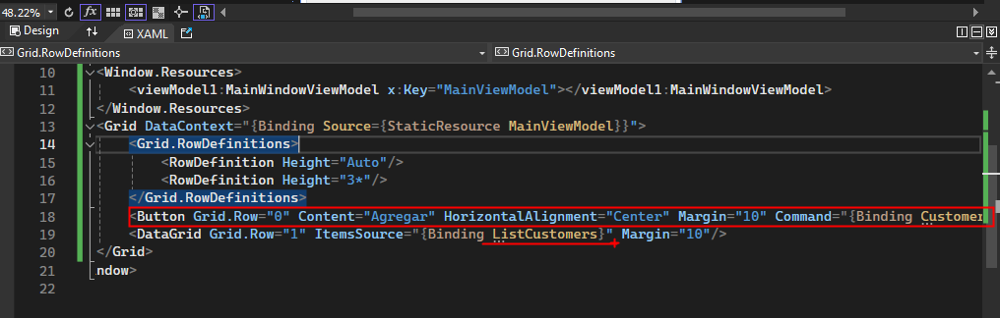 48.22%
Design
XAML
Grid.RowDefinitions Grid.RowDefinitions
10 <Window.Resources>
11 <viewModel1:MainWindowViewModel x:Key="MainViewModel"></viewModel1:MainWindowViewModel>
12 </Window.Resources>
13 <Grid DataContext="{Binding Source={StaticResource MainViewModel}}">
14 <Grid.RowDefinitions>
15 <RowDefinition Height="Auto"/>
16 <RowDefinition Height="3*"/>
17 </Grid.RowDefinitions>
18 <Button Grid.Row="0" Content="Agregar" HorizontalAlignment="Center" Margin="10" Command="{Binding Customer
19 <DataGrid Grid.Row="1" ItemsSource="{Binding ListCustomers}" Margin="10"/>
20 </Grid>
21 ndow>
22